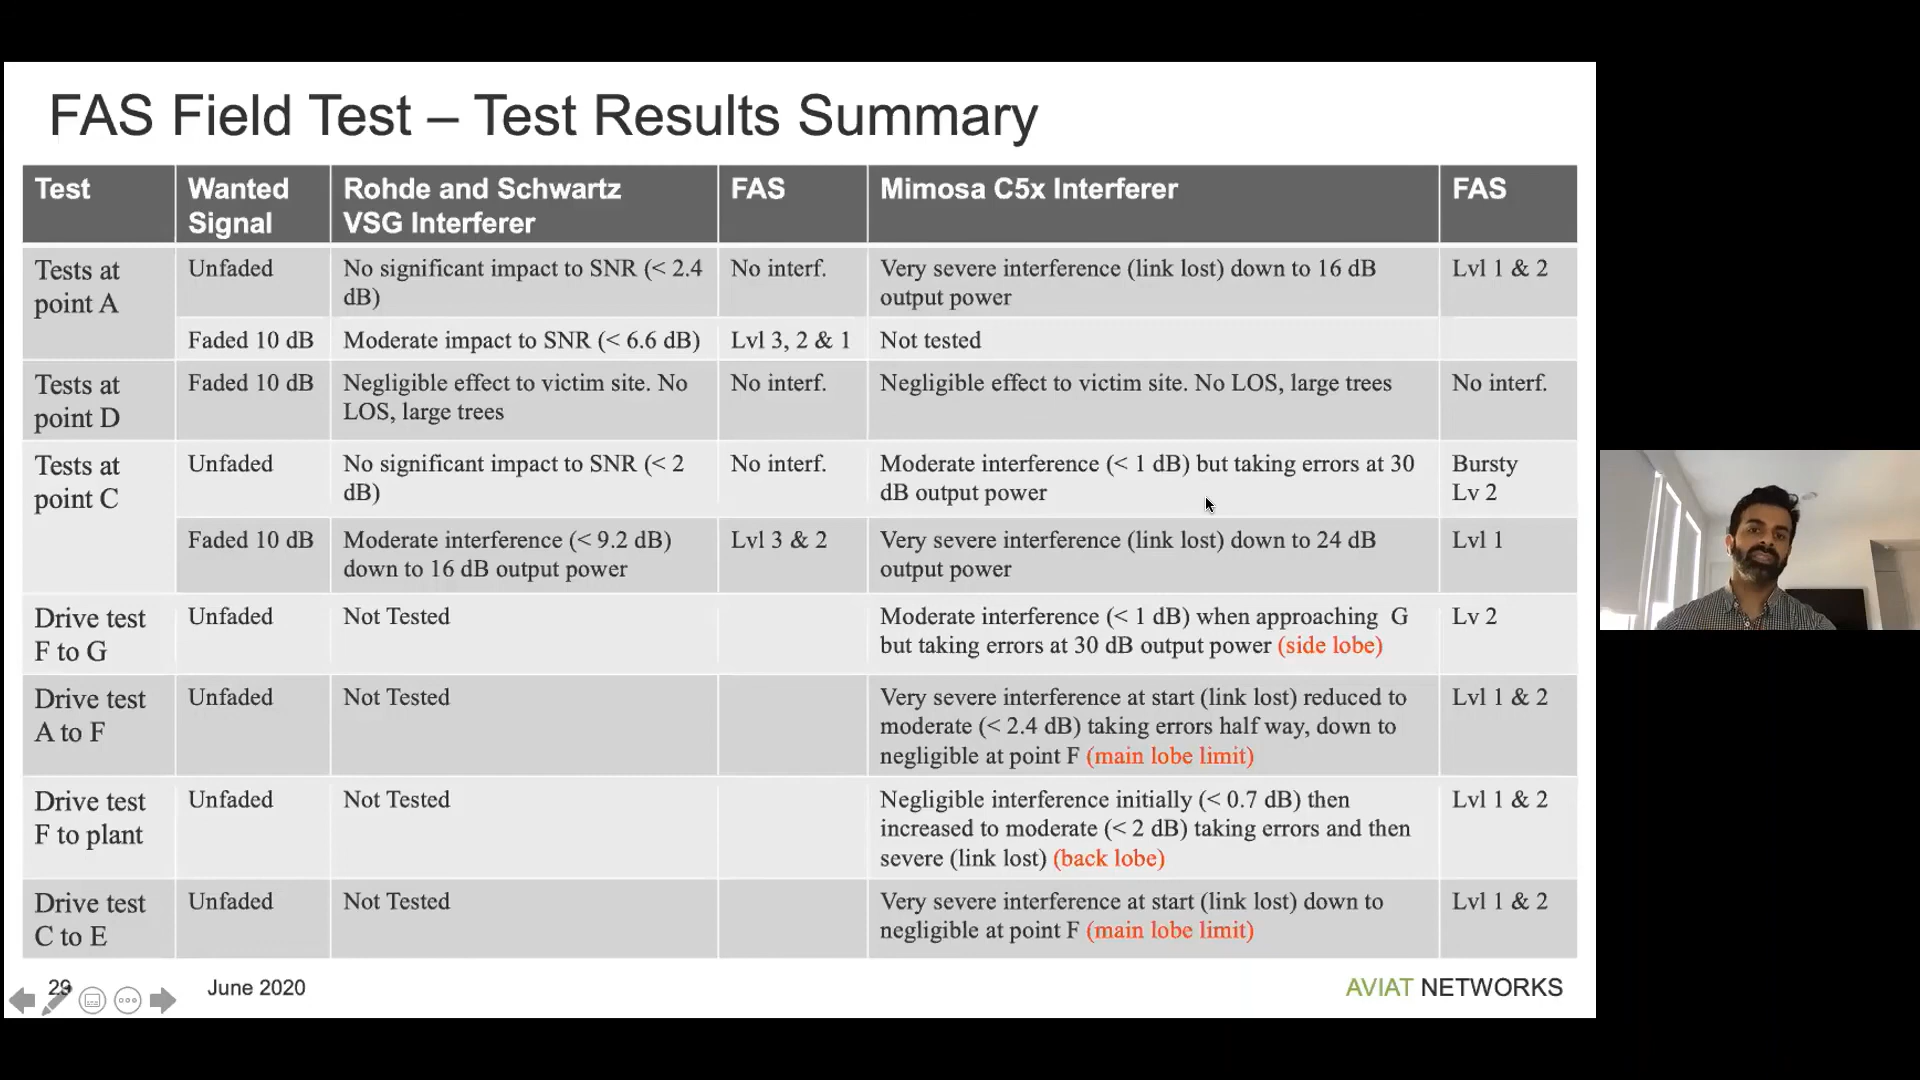 FAS Field Test – Test Results Summary
Test
Wanted
Signal
Rohde and Schwartz
VSG Interferer
FAS
Mimosa C5x Interferer
FAS
Tests at
point A
Unfaded
No significant impact to SNR (< 2.4
dB)
No interf.
Very severe interference (link lost) down to 16 dB
output power
Lvl 1 & 2
Faded 10 dB
Moderate impact to SNR (< 6.6 dB)
Lvl 3, 2 & 1
Not tested
Tests at
point D
Faded 10 dB
Negligible effect to victim site. No
LOS, large trees
No interf.
Negligible effect to victim site. No LOS, large trees
No interf.
Tests at
point C
Unfaded
No significant impact to SNR (< 2
dB)
No interf.
Moderate interference (< 1 dB) but taking errors at 30
dB output power
Bursty
Lv 2
Faded 10 dB
Moderate interference (< 9.2 dB)
down to 16 dB output power
Lvl 3 & 2
Very severe interference (link lost) down to 24 dB
output power
Lvl 1
Drive test
F to G
Unfaded
Not Tested
Moderate interference (< 1 dB) when approaching G
but taking errors at 30 dB output power (side lobe)
Lv 2
Drive test
A to F
Unfaded
Not Tested
Very severe interference at start (link lost) reduced to
moderate (< 2.4 dB) taking errors half way, down to
negligible at point F (main lobe limit)
Lvl 1 & 2
Drive test
F to plant
Unfaded
Not Tested
Negligible interference initially (< 0.7 dB) then
increased to moderate (< 2 dB) taking errors and then
severe (link lost) (back lobe)
Lvl 1 & 2
Drive test
C to E
Unfaded
Not Tested
Very severe interference at start (link lost) down to
negligible at point F (main lobe limit)
Lvl 1 & 2
29
June 2020
AVIAT NETWORKS